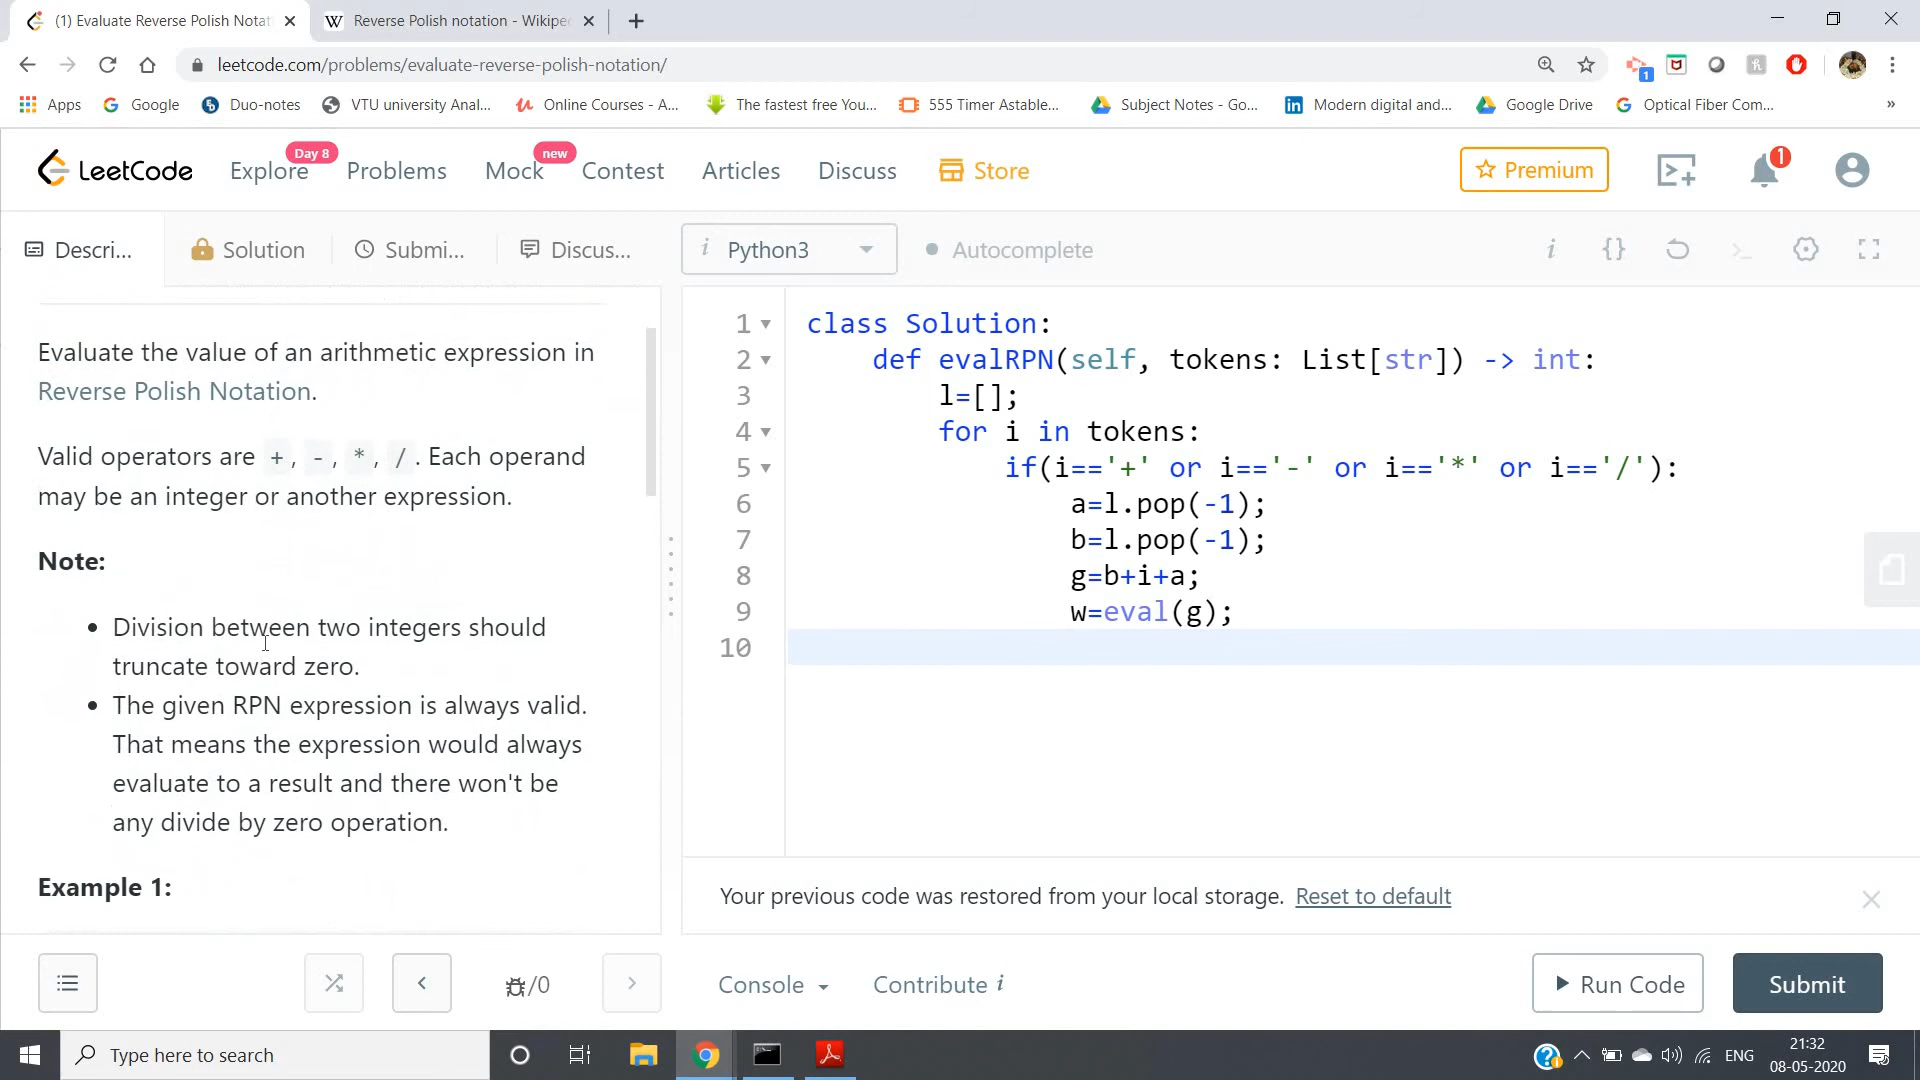 (1) Evaluate Reverse Polish Notat
Reverse Polish notation - Wikipe
leetcode.com/problems/evaluate-reverse-polish-notation/
1
Apps
Google
Duo-notes
VTU university Anal...
Online Courses - A...
The fastest free You...
555 Timer Astable...
Subject Notes - Go...
Modern digital and...
Google Drive
Optical Fiber Com...
»
LeetCode
Explore
Day 8
Problems
Mock
new
Contest
Articles
Discuss
Store
Premium
1
Descri...
Solution
Submi...
Discus...
i Python3
Autocomplete
i
{}
Evaluate the value of an arithmetic expression in
Reverse Polish Notation.
Valid operators are +, -, *, /. Each operand
may be an integer or another expression.
Note:
• Division between two integers should
truncate toward zero.
• The given RPN expression is always valid.
That means the expression would always
evaluate to a result and there won't be
any divide by zero operation.
Example 1:
1 class Solution:
2 def evalRPN(self, tokens: List[str]) -> int:
3 l=[];
4 for i in tokens:
5 if(i=='+' or i=='-' or i=='*' or i=='/'):
6 a=l.pop(-1);
7 b=l.pop(-1);
8 g=b+i+a;
9 w=eval(g);
10
Your previous code was restored from your local storage. Reset to default
/0
Console
Contribute i
Run Code
Submit
Type here to search
ENG
21:32
08-05-2020